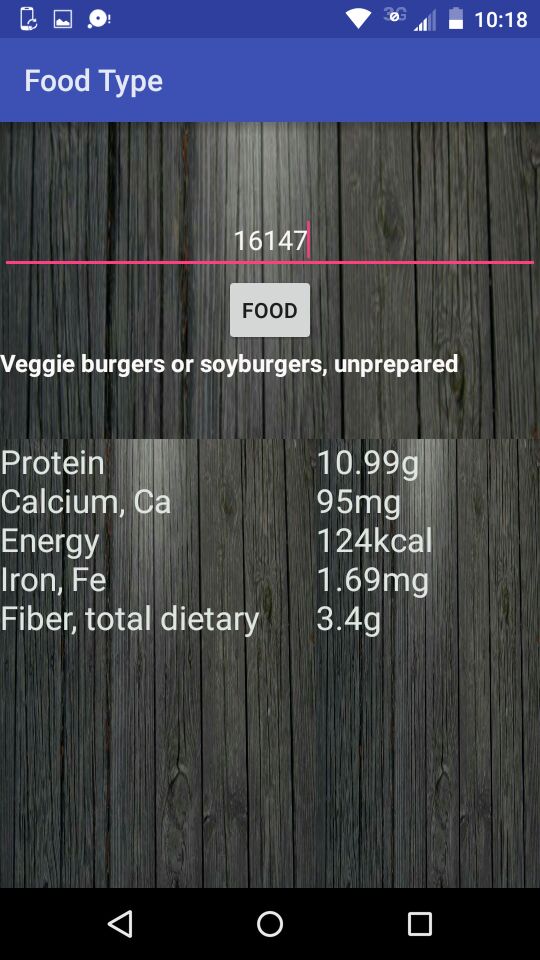 3G 10:18
Food Type
16147
FOOD
Veggie burgers or soyburgers, unprepared
Protein 10.99g
Calcium, Ca 95mg
Energy 124kcal
Iron, Fe 1.69mg
Fiber, total dietary 3.4g